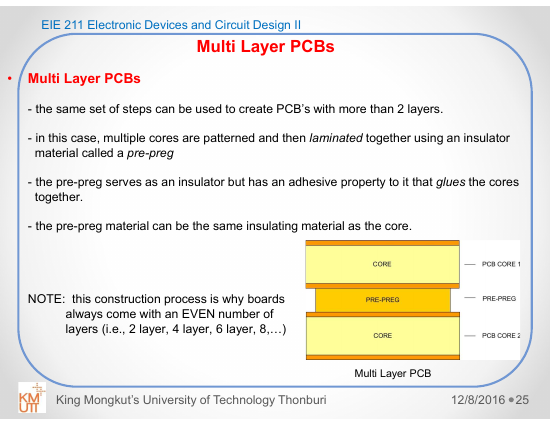 EIE 211 Electronic Devices and Circuit Design II
Multi Layer PCBs
• Multi Layer PCBs
- the same set of steps can be used to create PCB's with more than 2 layers.
- in this case, multiple cores are patterned and then laminated together using an insulator
material called a pre-preg
- the pre-preg serves as an insulator but has an adhesive property to it that glues the cores
together.
- the pre-preg material can be the same insulating material as the core.
CORE
PCB CORE 1
NOTE: this construction process is why boards
always come with an EVEN number of
layers (i.e., 2 layer, 4 layer, 6 layer, 8,…)
PRE-PREG
PRE-PREG
CORE
PCB CORE 2
Multi Layer PCB
KM
UTT
King Mongkut's University of Technology Thonburi
12/8/2016 •25